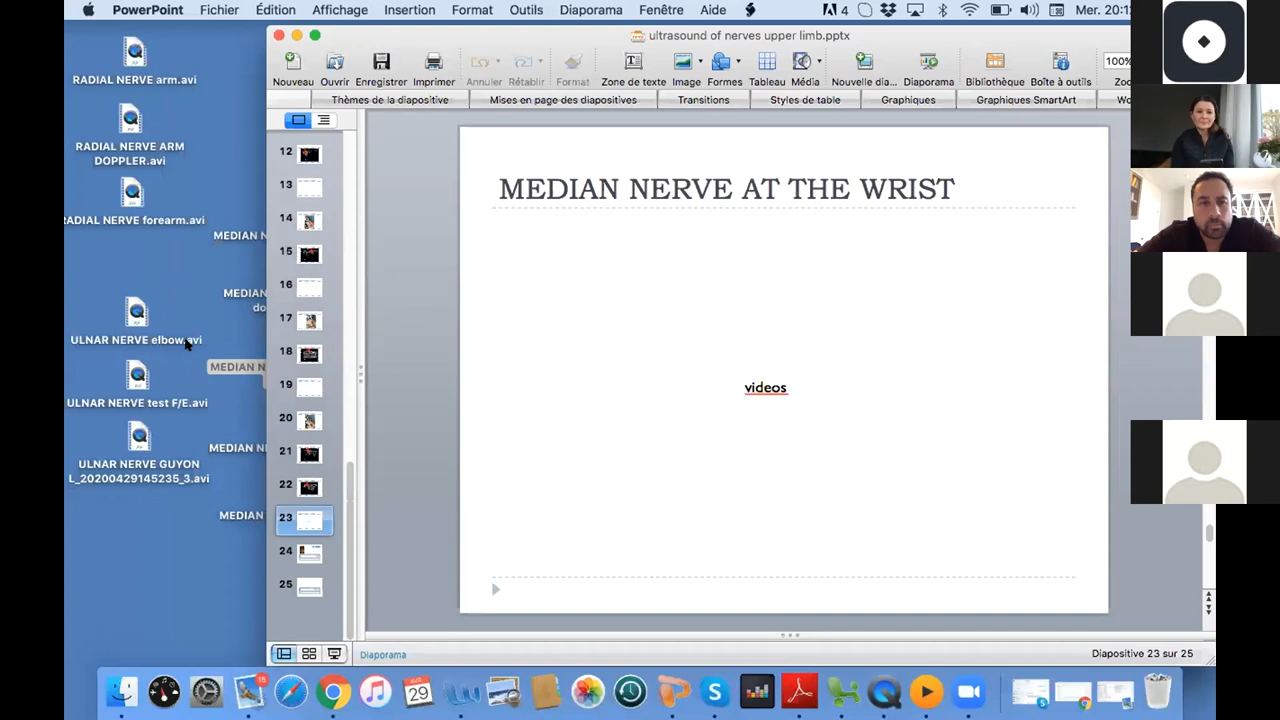 PowerPoint Fichier Édition Affichage Insertion Format Outils Diaporama Fenêtre Aide 4 Mer. 20:1
ultrasound of nerves upper limb.pptx
Nouveau Ouvrir Enregistrer Imprimer Annuler Rétablir Format Zone de texte Image Formes Tableau Média Nouvelle dia... Diaporama Bibliothèque Boîte à outils 100%
Thèmes de la diapositive Mises en page des diapositives Transitions Styles de table Graphiques Graphiques SmartArt
RADIAL NERVE arm.avi
RADIAL NERVE ARM
DOPPLER.avi
RADIAL NERVE forearm.avi
MEDIAN N
MEDIAN
do
ULNAR NERVE elbow.avi
MEDIAN N
ULNAR NERVE test F/E.avi
MEDIAN NE
ULNAR NERVE GUYON
L_20200429145235_3.avi
MEDIAN
12
13
14
15
16
17
18
19
20
21
22
23
24
25
MEDIAN NERVE AT THE WRIST
videos
Diaporama
Diapositive 23 sur 25
15
29